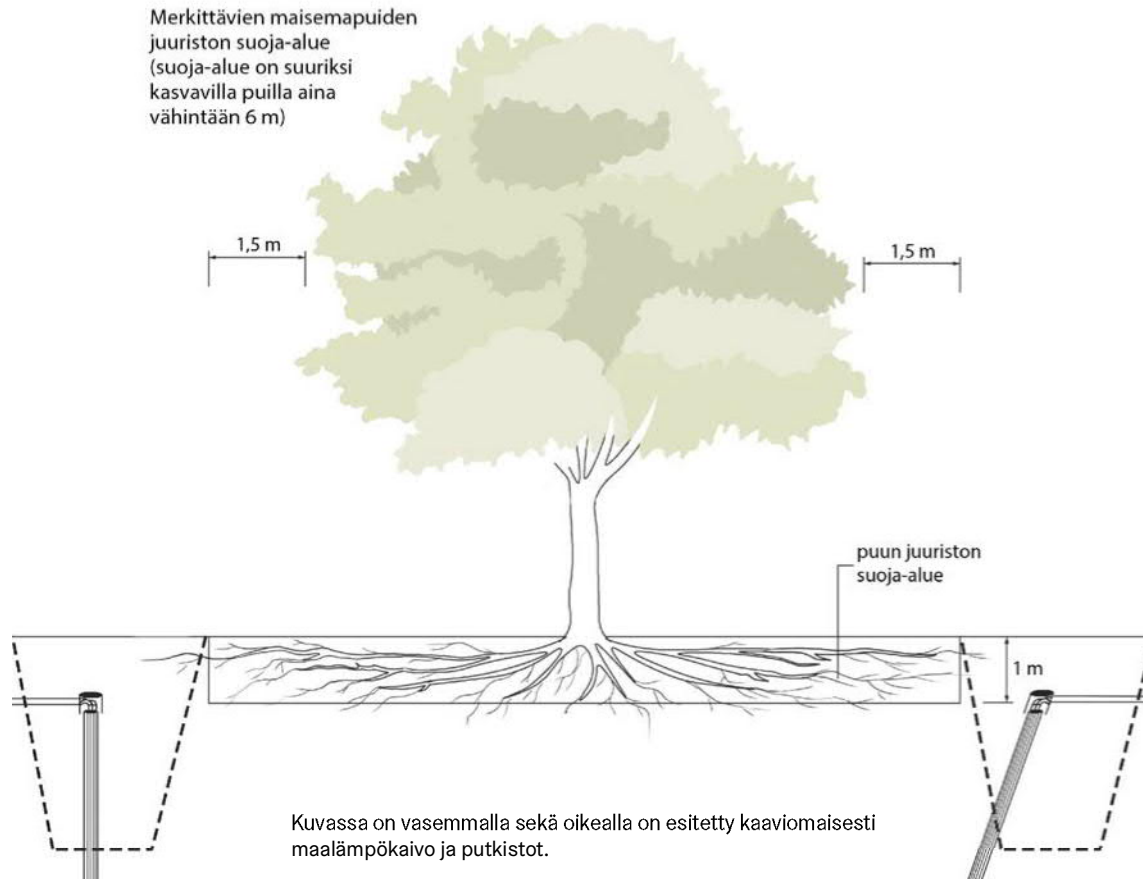 Merkittävien maisemapuiden
juuriston suoja-alue
(suoja-alue on suuriksi
kasvavilla puilla aina
vähintään 6 m)
1,5 m
1,5 m
puun juuriston
suoja-alue
1 m
Kuvassa on vasemmalla sekä oikealla on esitetty kaaviomaisesti
maalämpökaivo ja putkistot.